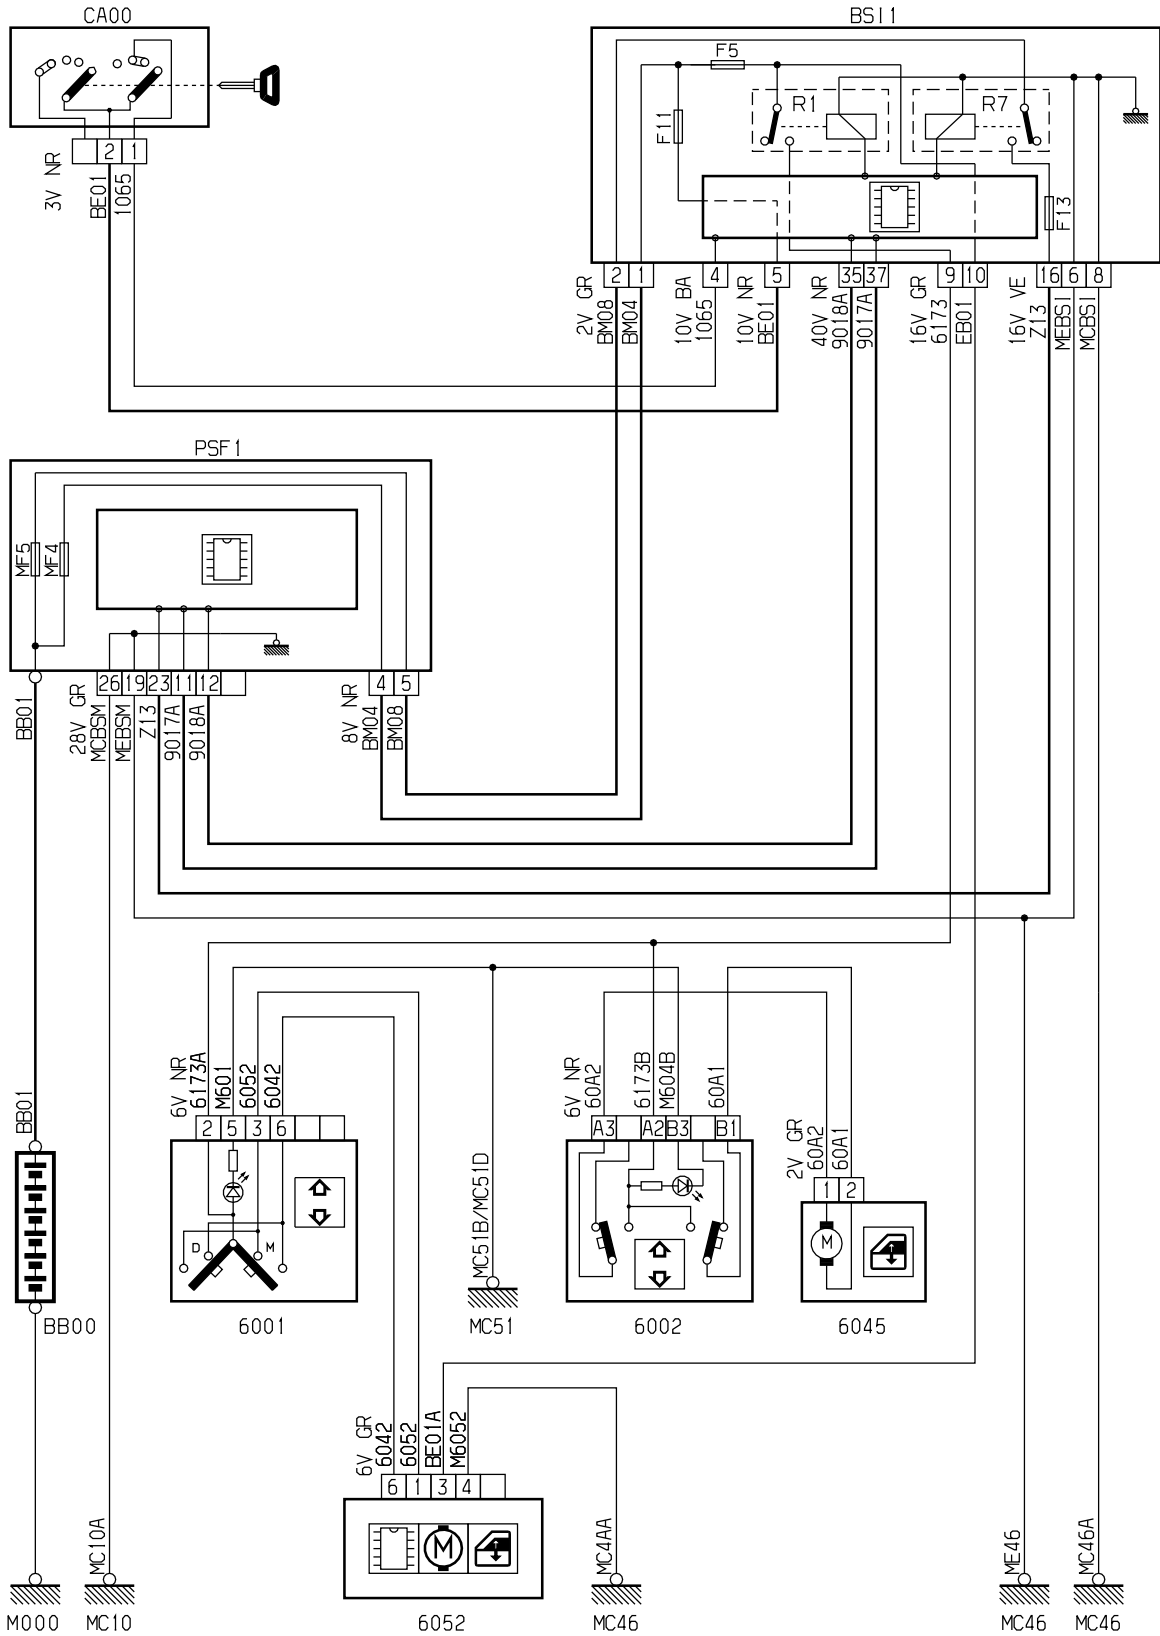 CA00
BSI1
2 1
3V NR
BE01
1065
F5
F11
R1
R7
F13
2 1 4 5 35 37 9 10 16 6 8
2V GR
BM08
BM04
10V BA
1065
10V NR
BE01
40V NR
9018A
9017A
16V GR
6173
EB01
16V VE
Z13
MEBSI
MCBSI
PSF1
MF5
MF4
26 19 23 11 12 4 5
BB01
28V GR
MCBSM
MEBSM
Z13
9017A
9018A
8V NR
BM04
BM08
BB01
6V NR
6173A
M601
6052
6042
2 5 3 6
D
M
6001
MC51B/MC51D
MC51
6V NR
60A2
6173B
M604B
60A1
A3 A2 B3 B1
6002
2V GR
60A2
60A1
1 2
M
6045
BB00
6V GR
6042
6052
BE01A
M6052
6 1 3 4
M
6052
MC10A
MC4AA
ME46
MC46A
M000
MC10
MC46
MC46
MC46